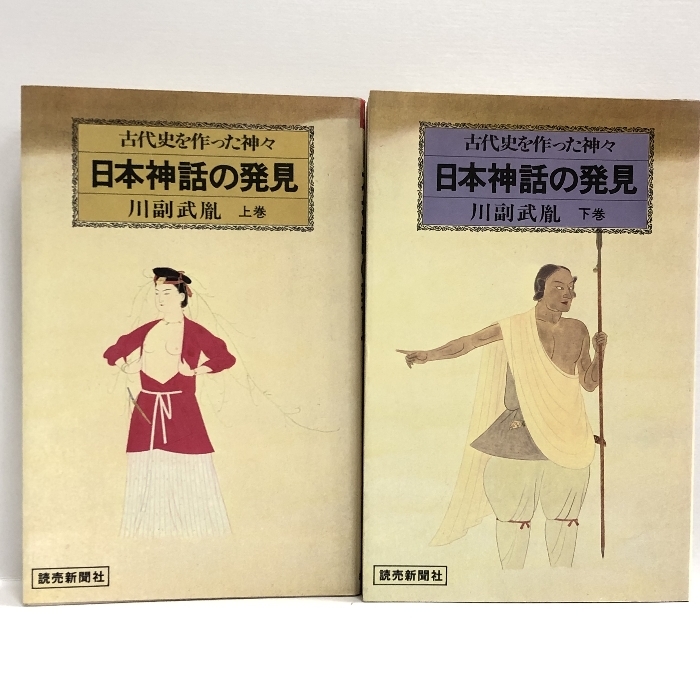 古代史を作った神々
日本神話の発見
川副武胤 上巻
読売新聞社
古代史を作った神々
日本神話の発見
川副武胤 下巻
読売新聞社